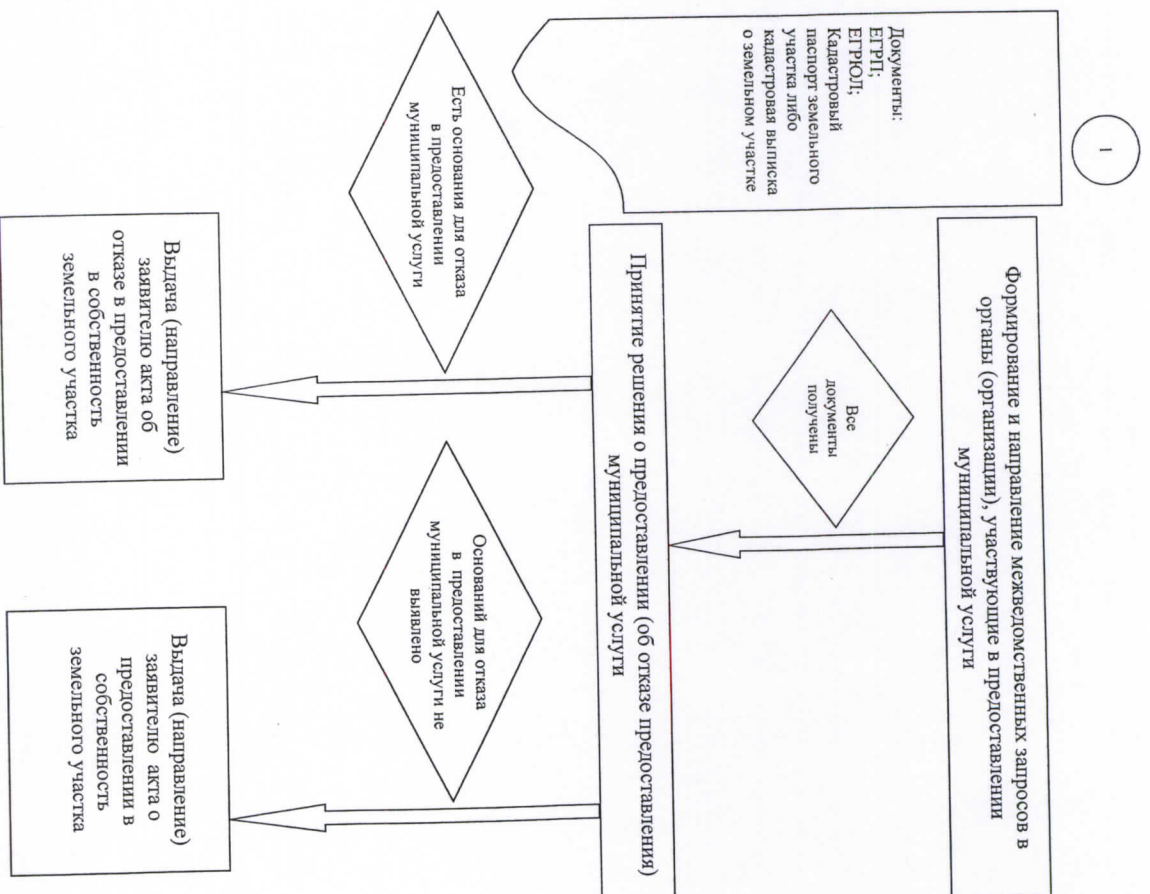 1
Формирование и направление межведомственных запросов в
органы (организации), участвующие в предоставлении
муниципальной услуги
Документы:
ЕГРП;
ЕГРЮЛ;
Кадастровый
паспорт земельного
участка либо
кадастровая выписка
о земельном участке
Все
документы
получены
Принятие решения о предоставлении (об отказе предоставления)
муниципальной услуги
Есть основания для отказа
в предоставлении
муниципальной услуги
Оснований для отказа
в предоставлении
муниципальной услуги не
выявлено
Выдача (направление)
заявителю акта об
отказе в предоставлении
в собственность
земельного участка
Выдача (направление)
заявителю акта о
предоставлении в
собственность
земельного участка